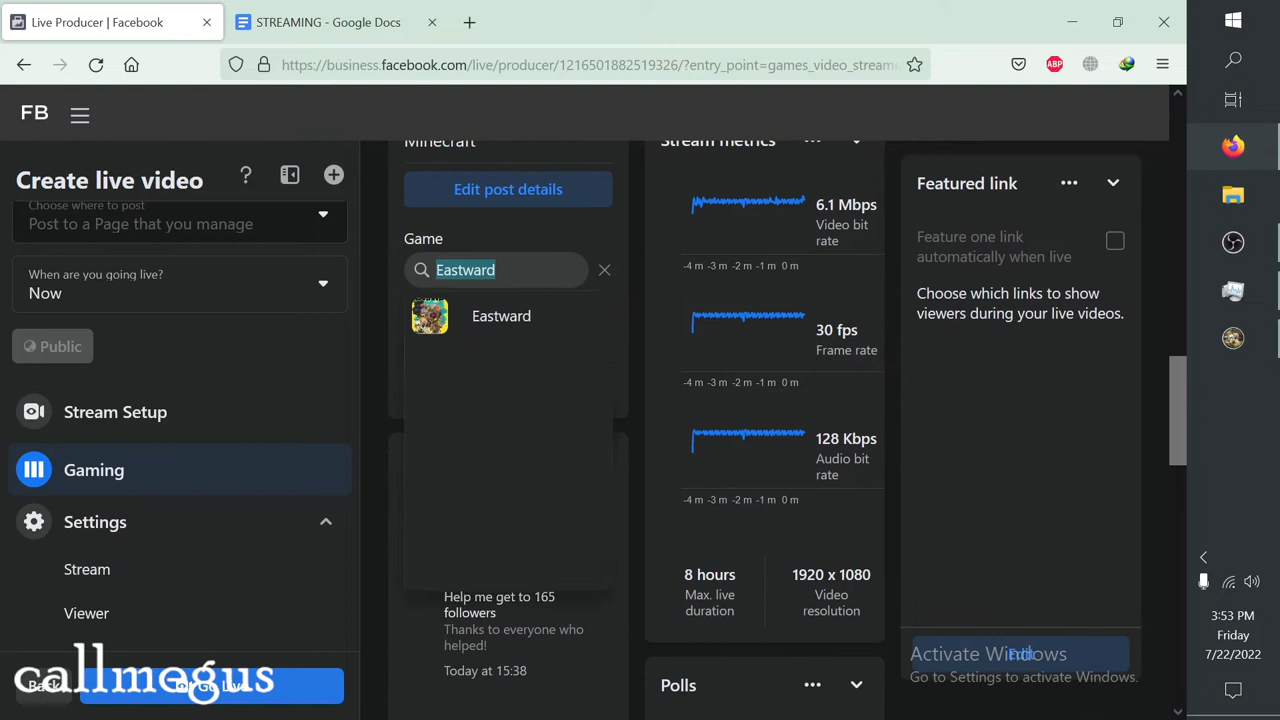 Live Producer | Facebook
STREAMING - Google Docs
https://business.facebook.com/live/producer/1216501882519326/?entry_point=games_video_stream
ABP
FB
Create live video
Choose where to post
Post to a Page that you manage
When are you going live?
Now
Public
Stream Setup
Gaming
Settings
Stream
Viewer
Back
Go Live
callmegus
Minecraft
Edit post details
Game
Eastward
Eastward
Help me get to 165
followers
Thanks to everyone who
helped!
Today at 15:38
Stream metrics
6.1 Mbps
Video bit
rate
-4 m -3 m -2 m -1 m 0 m
30 fps
Frame rate
-4 m -3 m -2 m -1 m 0 m
128 Kbps
Audio bit
rate
-4 m -3 m -2 m -1 m 0 m
8 hours
Max. live
duration
1920 x 1080
Video
resolution
Polls
Featured link
Feature one link
automatically when live
Choose which links to show
viewers during your live videos.
Edit
Activate Windows
Go to Settings to activate Windows.
3:53 PM
Friday
7/22/2022